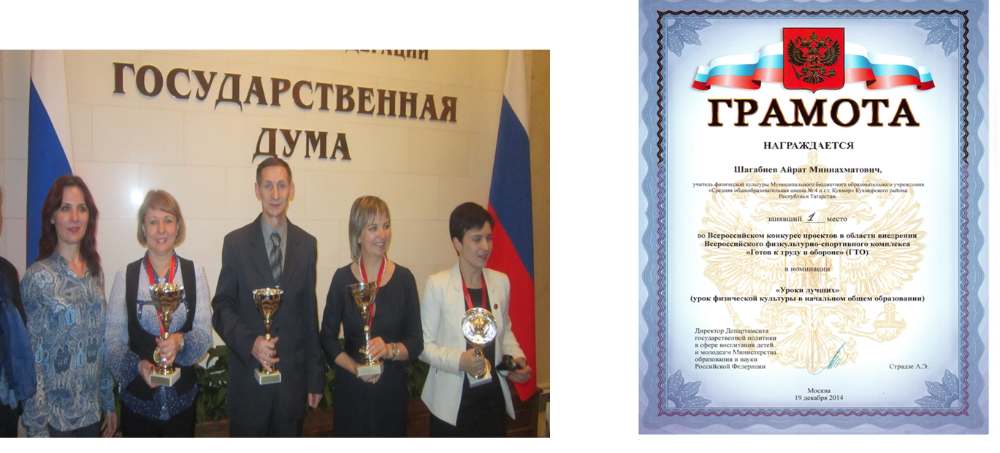 ДЕРАЦИИ
ГОСУДАРСТВЕННАЯ
ДУМА
ГРАМОТА
НАГРАЖДАЕТСЯ
Шагабиев Айрат Миннахматович,
учитель физической культуры Муниципального бюджетного образовательного учреждения
«Средняя общеобразовательная школа № 4 п.г.т. Кукмор» Кукморского района
Республики Татарстан,
занявший 1 место
во Всероссийском конкурсе проектов в области внедрения
Всероссийского физкультурно-спортивного комплекса
«Готов к труду и обороне» (ГТО)
в номинации
«Уроки лучших»
(урок физической культуры в начальном общем образовании)
Директор Департамента
государственной политики
в сфере воспитания детей
и молодежи Министерства
образования и науки
Российской Федерации
Страдзе А.Э.
Москва
19 декабря 2014